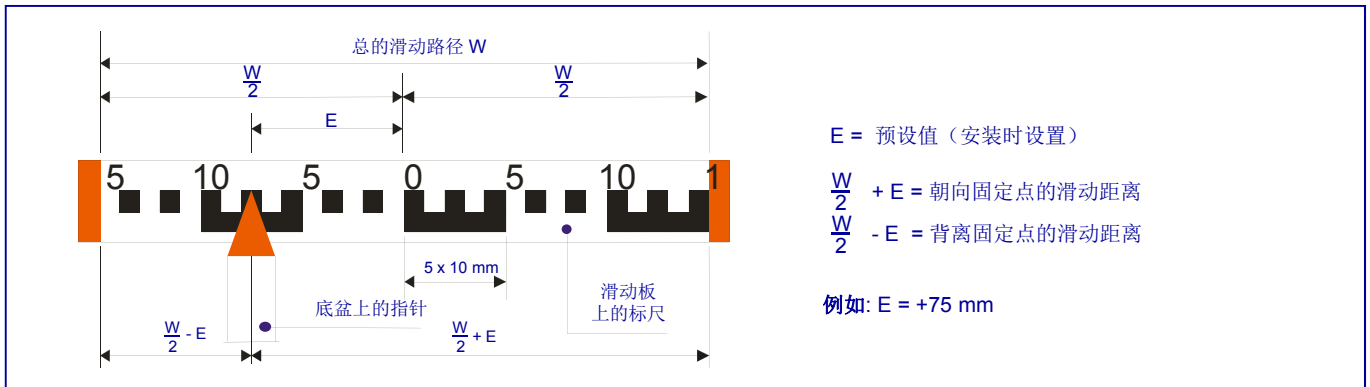 总的滑动路径 W
W/2 W/2
E
5 10 5 0 5 10 1
5 x 10 mm
底盆上的指针
滑动板
上的标尺
W/2 - E W/2 + E
E = 预设值（安装时设置）
W/2 + E = 朝向固定点的滑动距离
W/2 - E = 背离固定点的滑动距离
例如: E = +75 mm